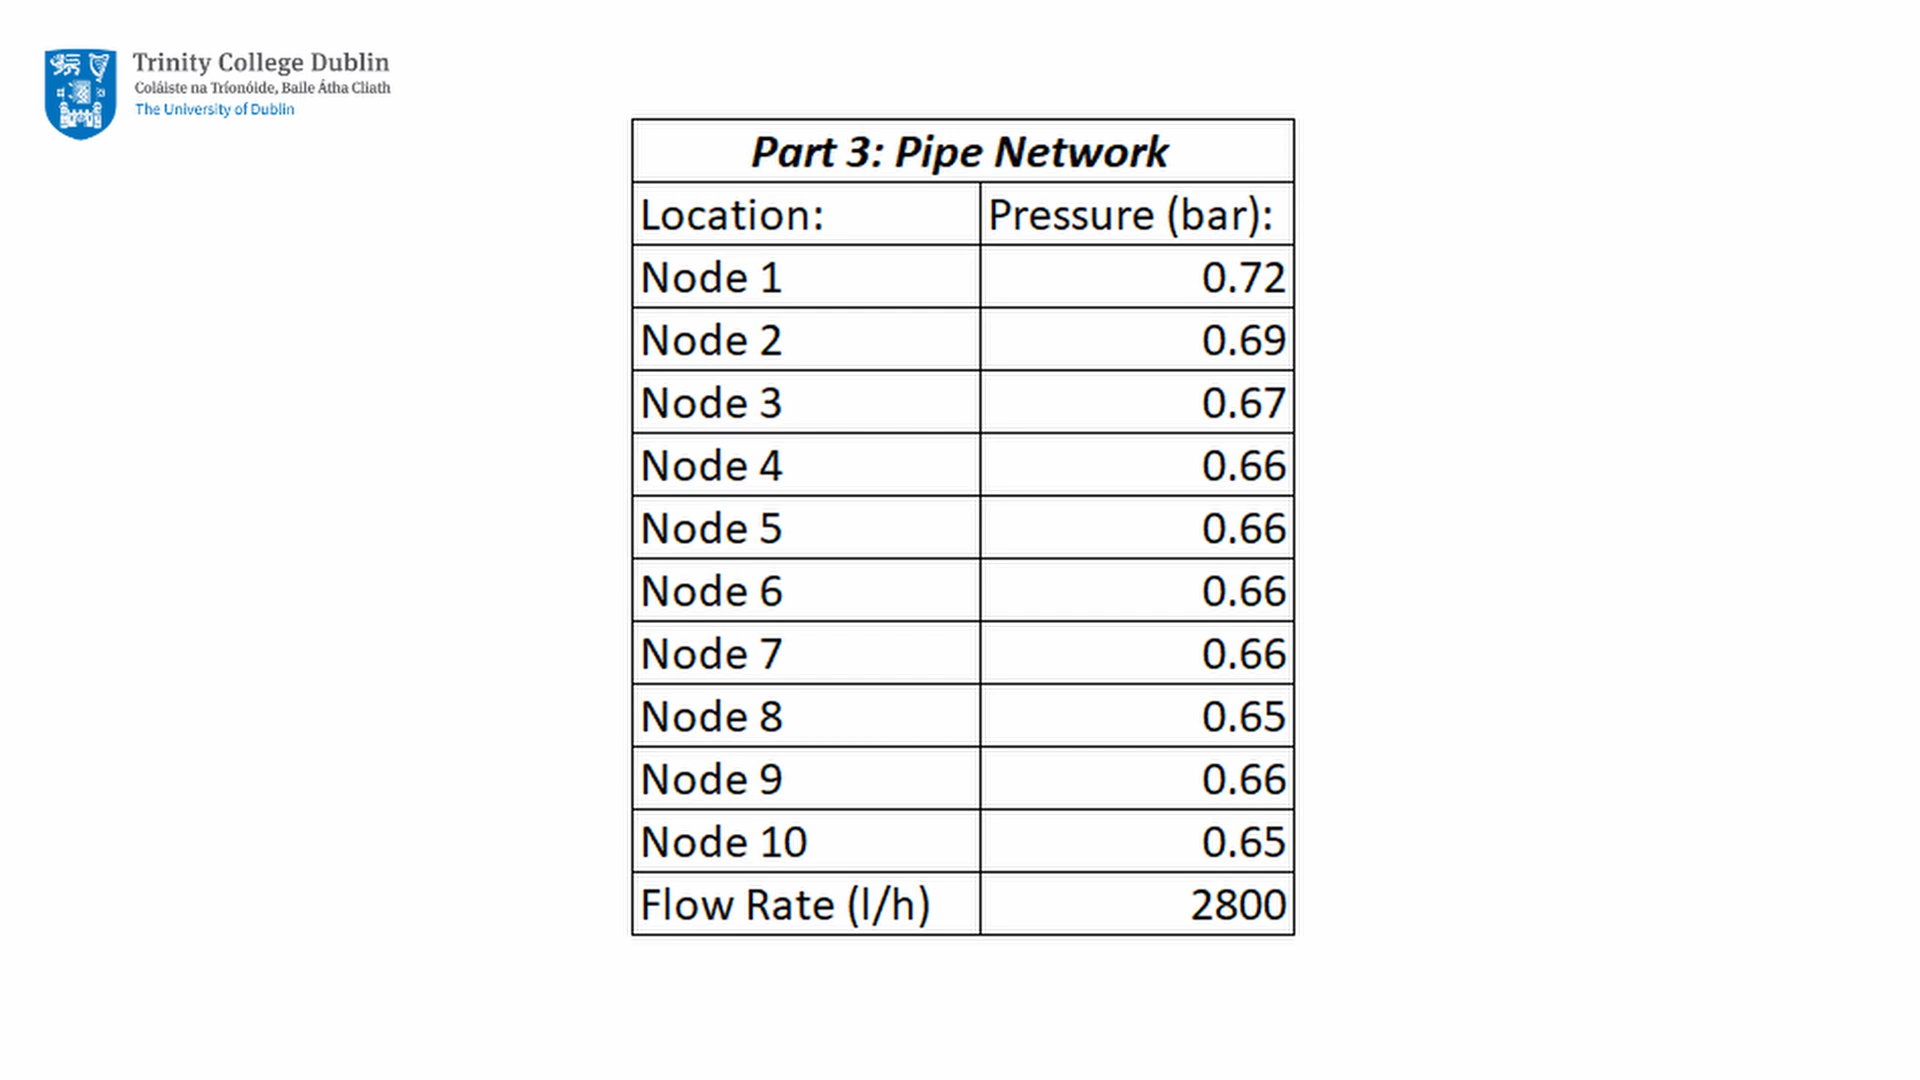 Trinity College Dublin
Coláiste na Tríonóide, Baile Átha Cliath
The University of Dublin
Part 3: Pipe Network
Location: Pressure (bar):
Node 1 0.72
Node 2 0.69
Node 3 0.67
Node 4 0.66
Node 5 0.66
Node 6 0.66
Node 7 0.66
Node 8 0.65
Node 9 0.66
Node 10 0.65
Flow Rate (l/h) 2800